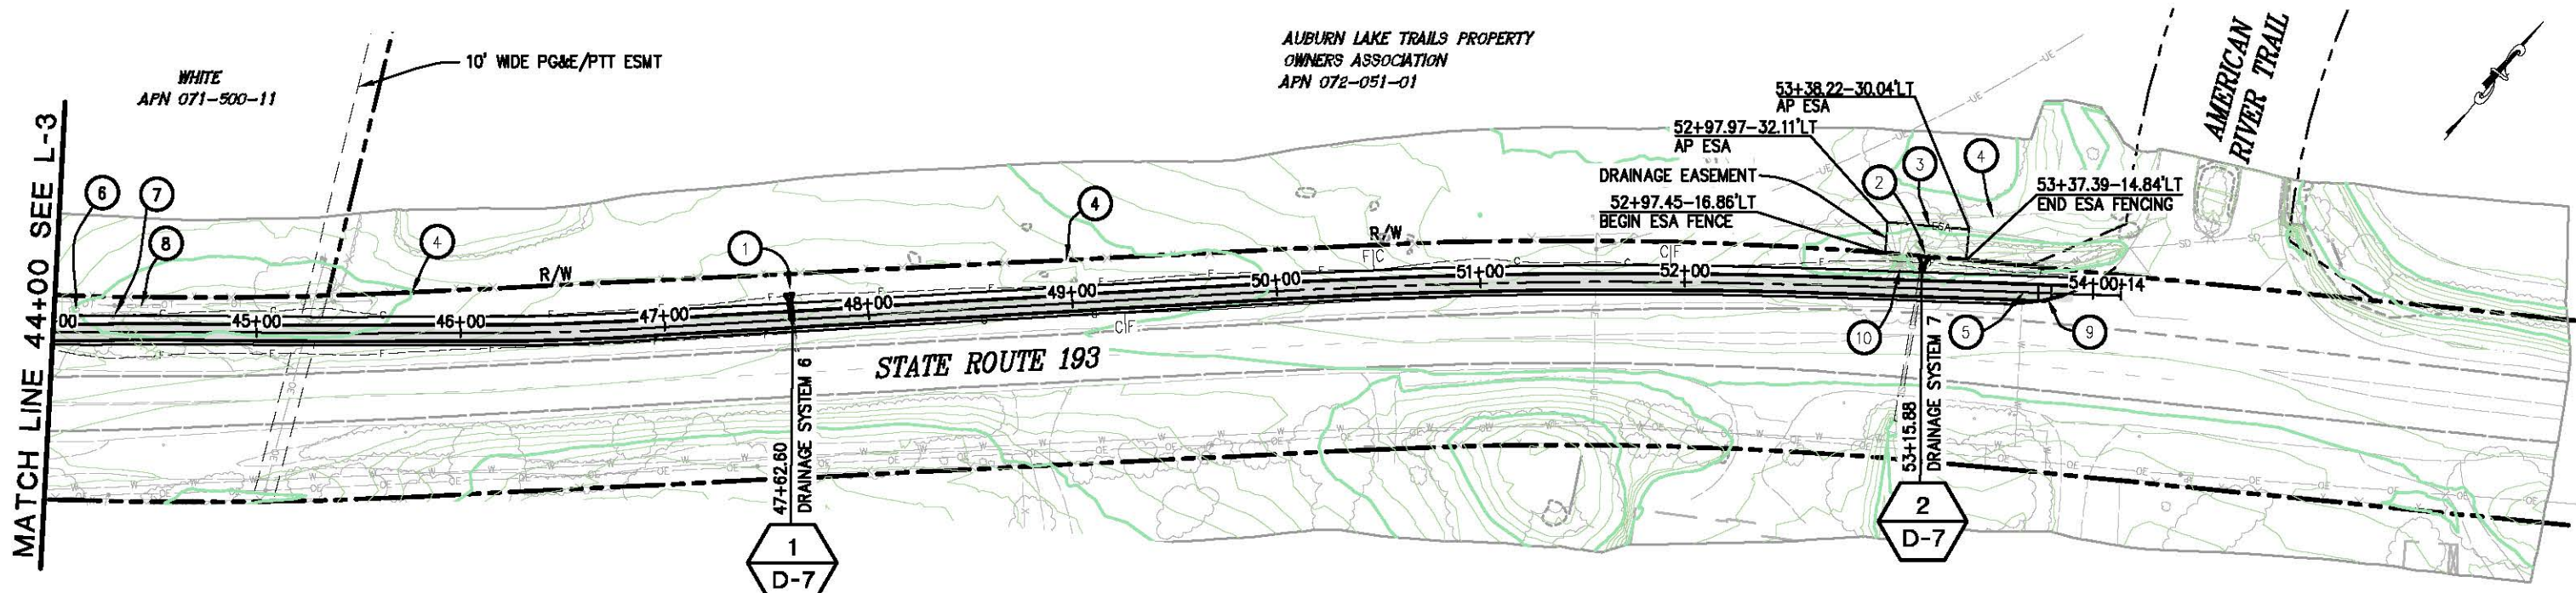 MATCH LINE 44+00 SEE L-3
WHITE
APN 071-500-11
10' WIDE PG&E/PTT ESMT
AUBURN LAKE TRAILS PROPERTY
OWNERS ASSOCIATION
APN 072-051-01
AMERICAN
RIVER TRAIL
53+38.22-30.04'LT
AP ESA
52+97.97-32.11'LT
AP ESA
DRAINAGE EASEMENT
52+97.45-16.86'LT
BEGIN ESA FENCE
53+37.39-14.84'LT
END ESA FENCING
ESA
UE
UE
UE
6
7
8
4
1
4
2
3
4
10
5
9
R/W
R/W
F|C
C|F
C|F
SD
SD
00
45+00
46+00
47+00
48+00
49+00
50+00
51+00
52+00
54+00
+14
STATE ROUTE 193
47+62.60
DRAINAGE SYSTEM 6
1
D-7
53+15.88
DRAINAGE SYSTEM 7
2
D-7